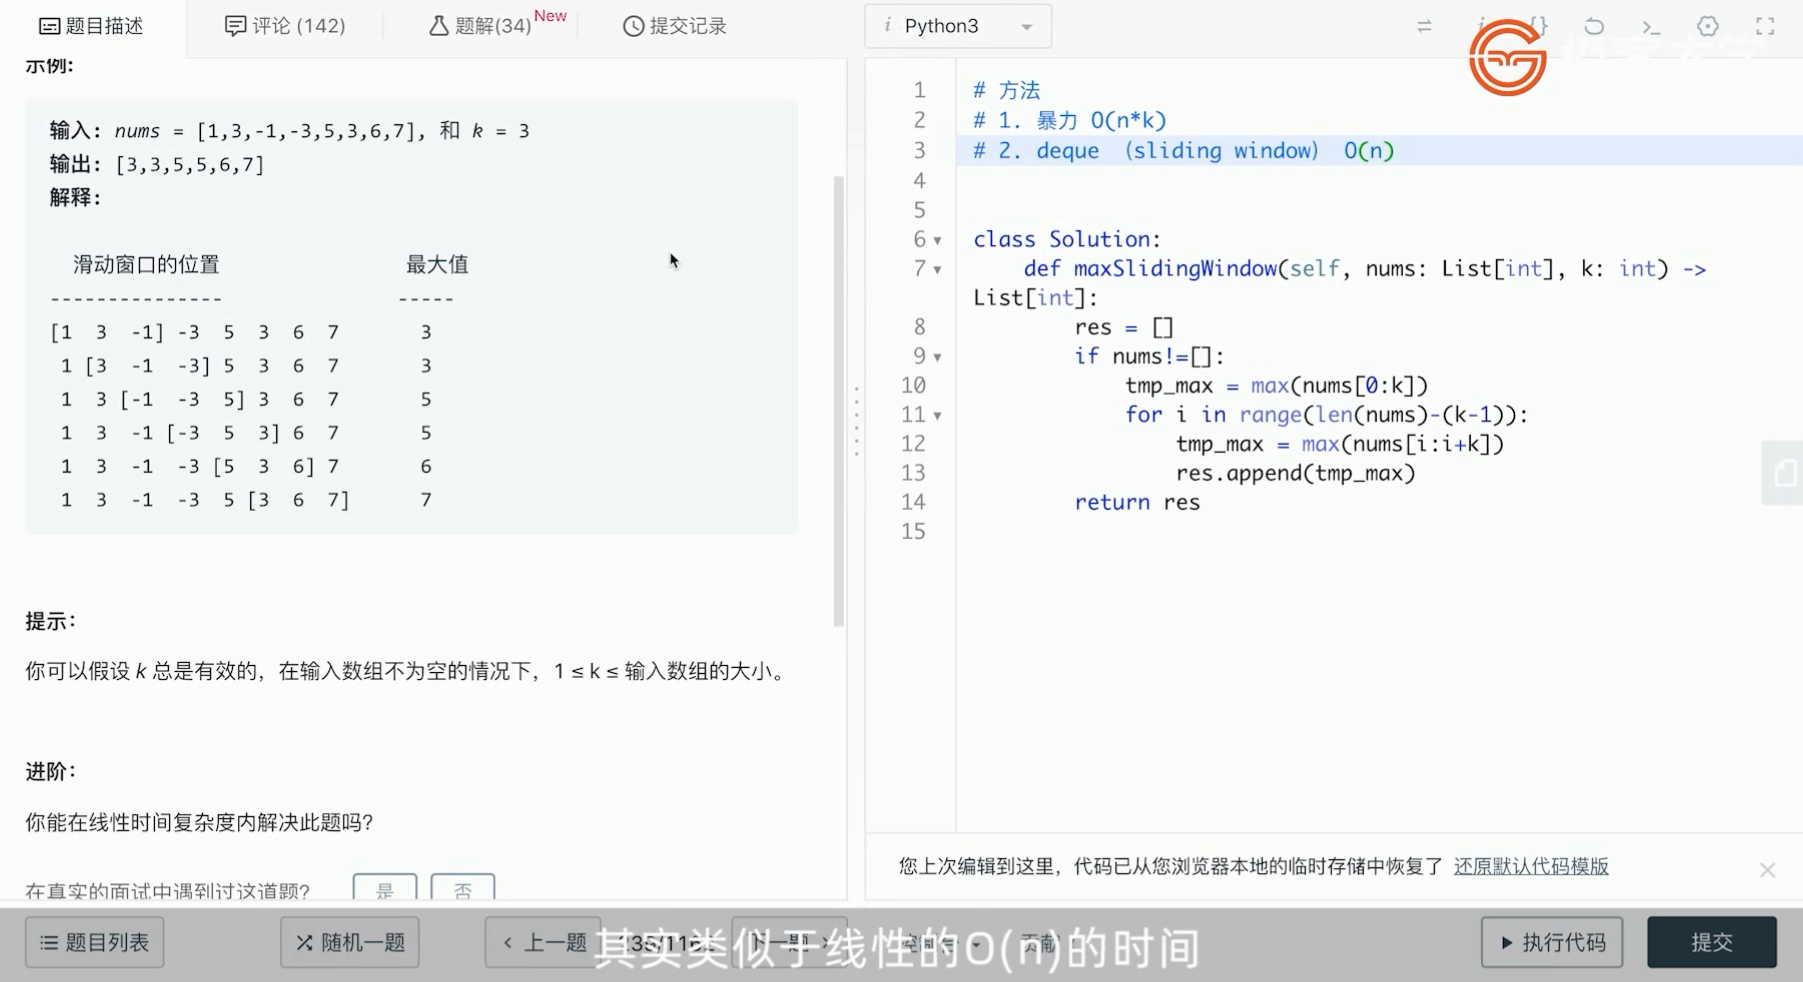 题目描述
评论 (142)
题解(34)
New
提交记录
i Python3
示例:
输入: nums = [1,3,-1,-3,5,3,6,7], 和 k = 3
输出: [3,3,5,5,6,7]
解释:
滑动窗口的位置 最大值
--------------- -----
[1 3 -1] -3 5 3 6 7 3
1 [3 -1 -3] 5 3 6 7 3
1 3 [-1 -3 5] 3 6 7 5
1 3 -1 [-3 5 3] 6 7 5
1 3 -1 -3 [5 3 6] 7 6
1 3 -1 -3 5 [3 6 7] 7
提示:
你可以假设 k 总是有效的，在输入数组不为空的情况下，1 ≤ k ≤ 输入数组的大小。
进阶:
你能在线性时间复杂度内解决此题吗?
在真实的面试中遇到过这道题?
是
否
1 # 方法
2 # 1. 暴力 O(n*k)
3 # 2. deque （sliding window） O(n)
4
5
6 class Solution:
7 def maxSlidingWindow(self, nums: List[int], k: int) ->
List[int]:
8 res = []
9 if nums!=[]:
10 tmp_max = max(nums[0:k])
11 for i in range(len(nums)-(k-1)):
12 tmp_max = max(nums[i:i+k])
13 res.append(tmp_max)
14 return res
15
您上次编辑到这里，代码已从您浏览器本地的临时存储中恢复了 还原默认代码模版
题目列表
随机一题
上一题
执行代码
提交
其实类似于线性的O(n)的时间